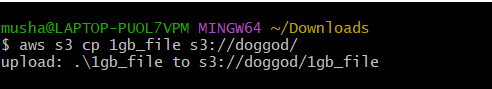 musha@LAPTOP-PUOL7VPM MINGW64 ~/Downloads
$ aws s3 cp 1gb_file s3://doggod/
upload: .\1gb_file to s3://doggod/1gb_file